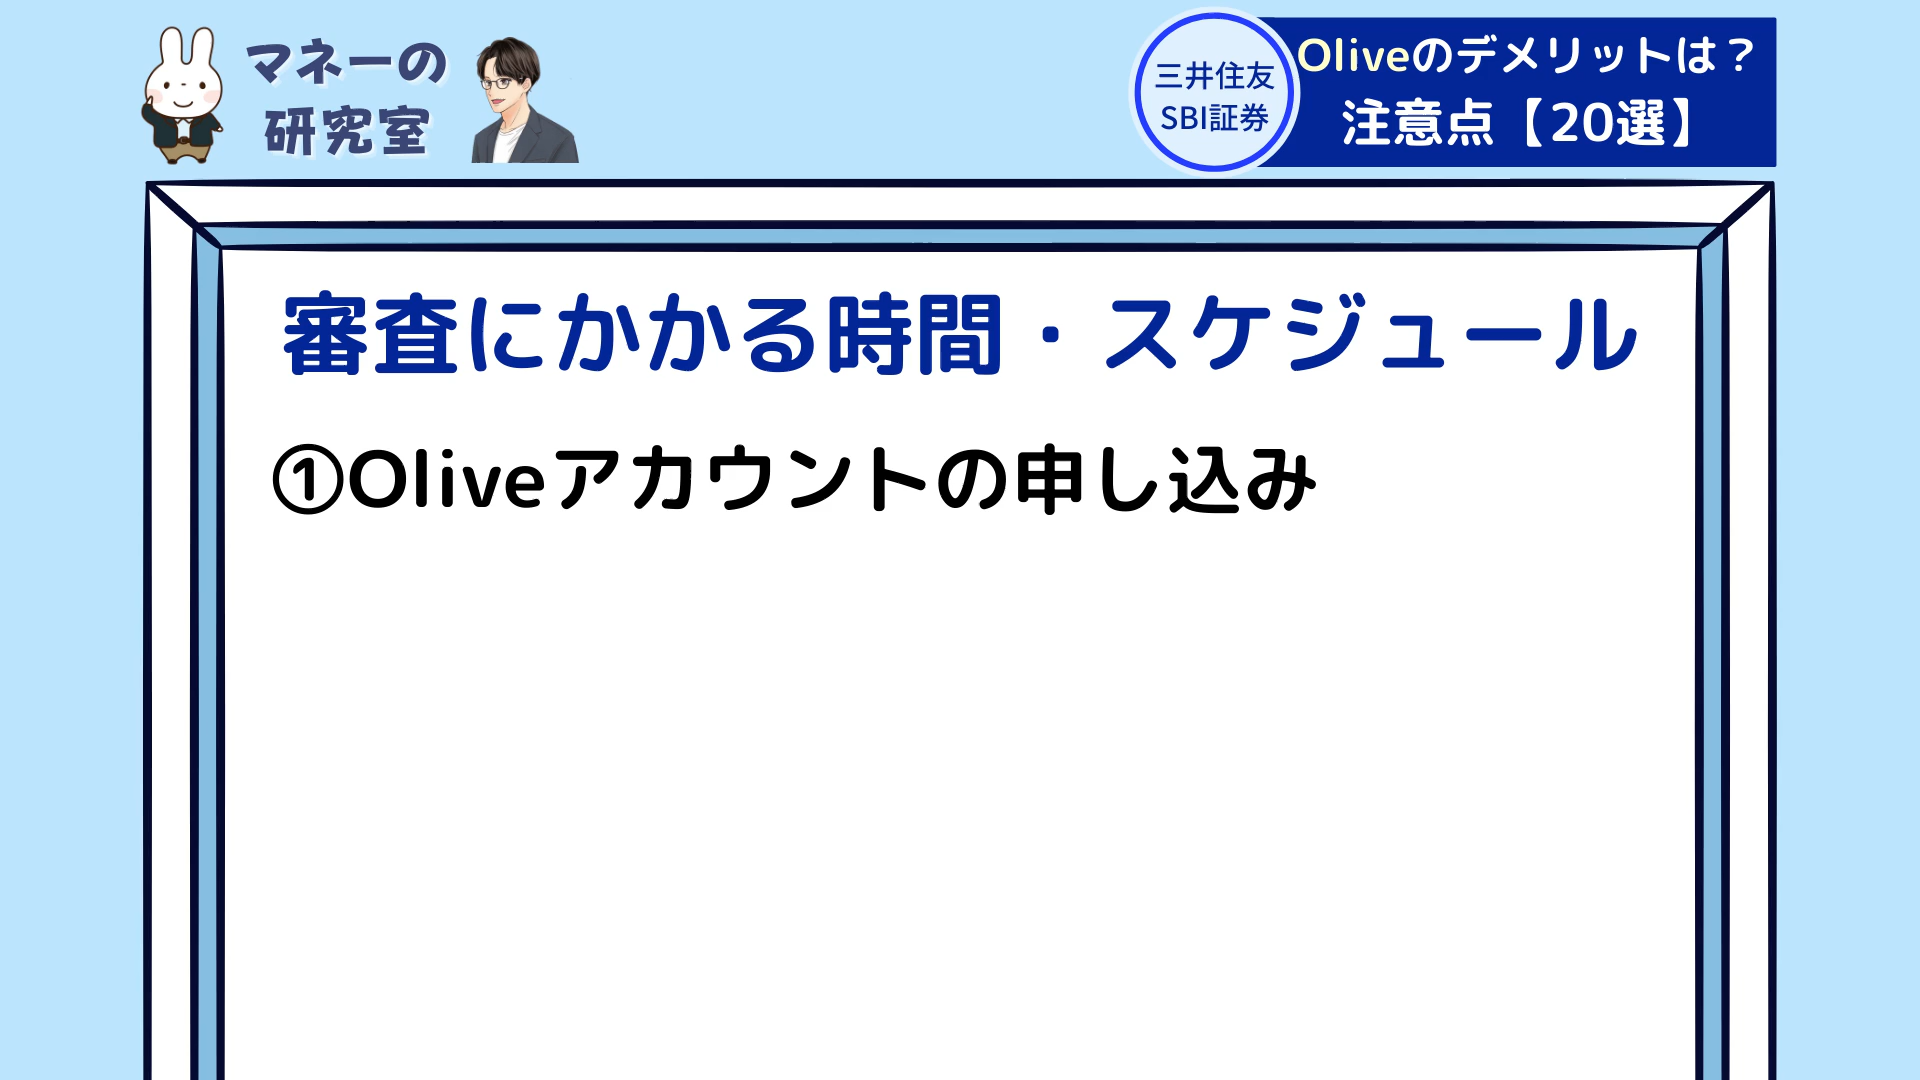 マネーの
研究室
三井住友
SBI証券
Oliveのデメリットは？
注意点【20選】
審査にかかる時間・スケジュール
①Oliveアカウントの申し込み